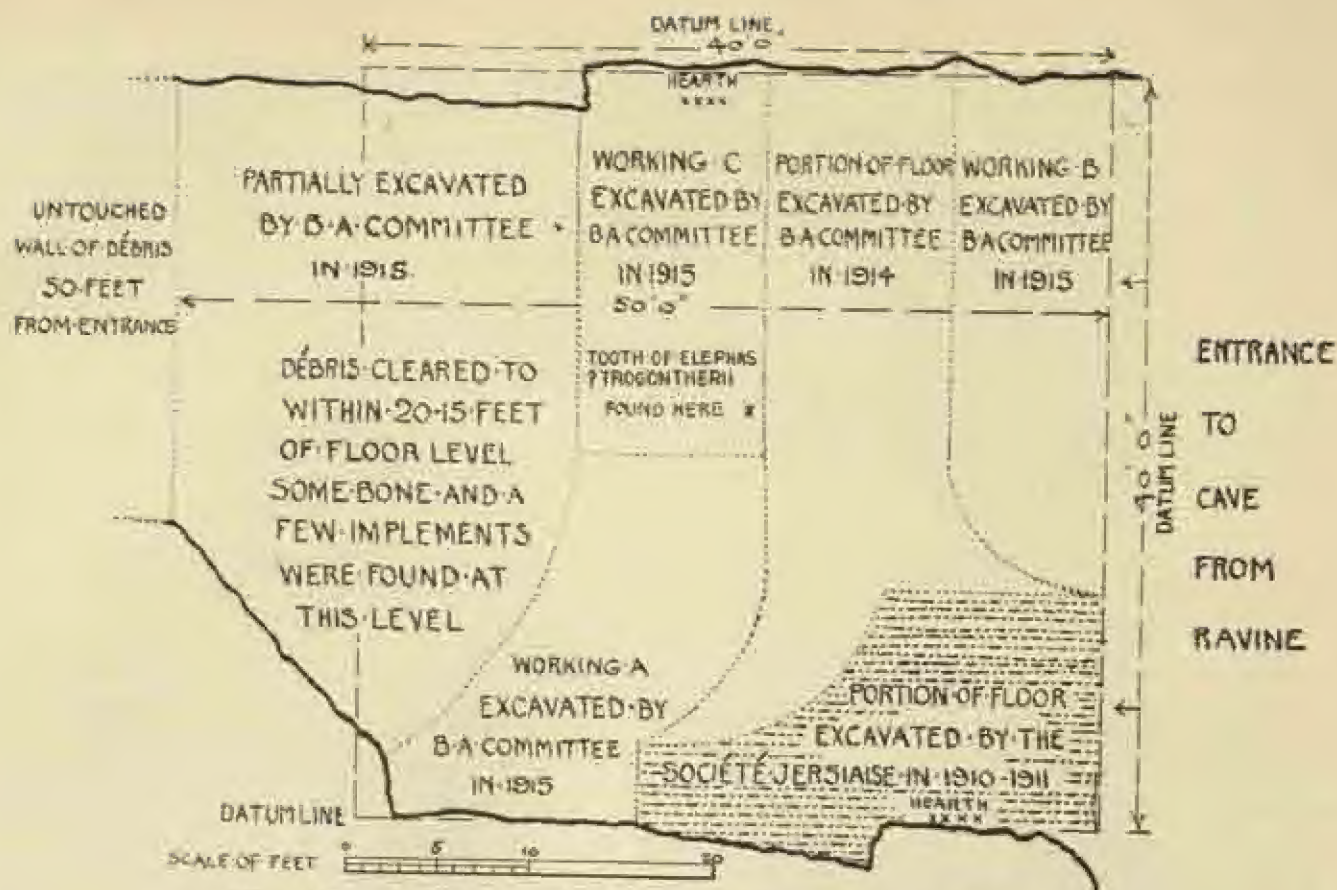 DATUM LINE.
40'0
HEARTH
xxxx
PARTIALLY EXCAVATED
BY·B·A·COMMITTEE
IN·1915.
WORKING·C
EXCAVATED·BY
B A COMMITTEE
IN 1915
PORTION·OF·FLOOR
EXCAVATED·BY
B A COMMITTEE
IN·1914
WORKING·B
EXCAVATED·BY
B A COMMITTEE
IN·1915
UNTOUCHED
WALL·OF·DÉBRIS
50·FEET
FROM·ENTRANCE
50'0"
DÉBRIS·CLEARED·TO
WITHIN·20·15·FEET
OF·FLOOR LEVEL
SOME·BONE·AND·A
FEW·IMPLEMENTS
WERE·FOUND·AT
THIS·LEVEL
TOOTH OF ELEPHAS
? TROGONTHERII
FOUND HERE x
40'0"
DATUM LINE
ENTRANCE
TO
CAVE
FROM
RAVINE
WORKING·A
EXCAVATED·BY
B·A·COMMITTEE
IN·1915
PORTION·OF·FLOOR
EXCAVATED·BY·THE
SOCIÉTÉ·JERSIAISE·IN·1910-1911
HEARTH
xxxx
DATUM LINE
SCALE·OF·FEET
0 5 10 20